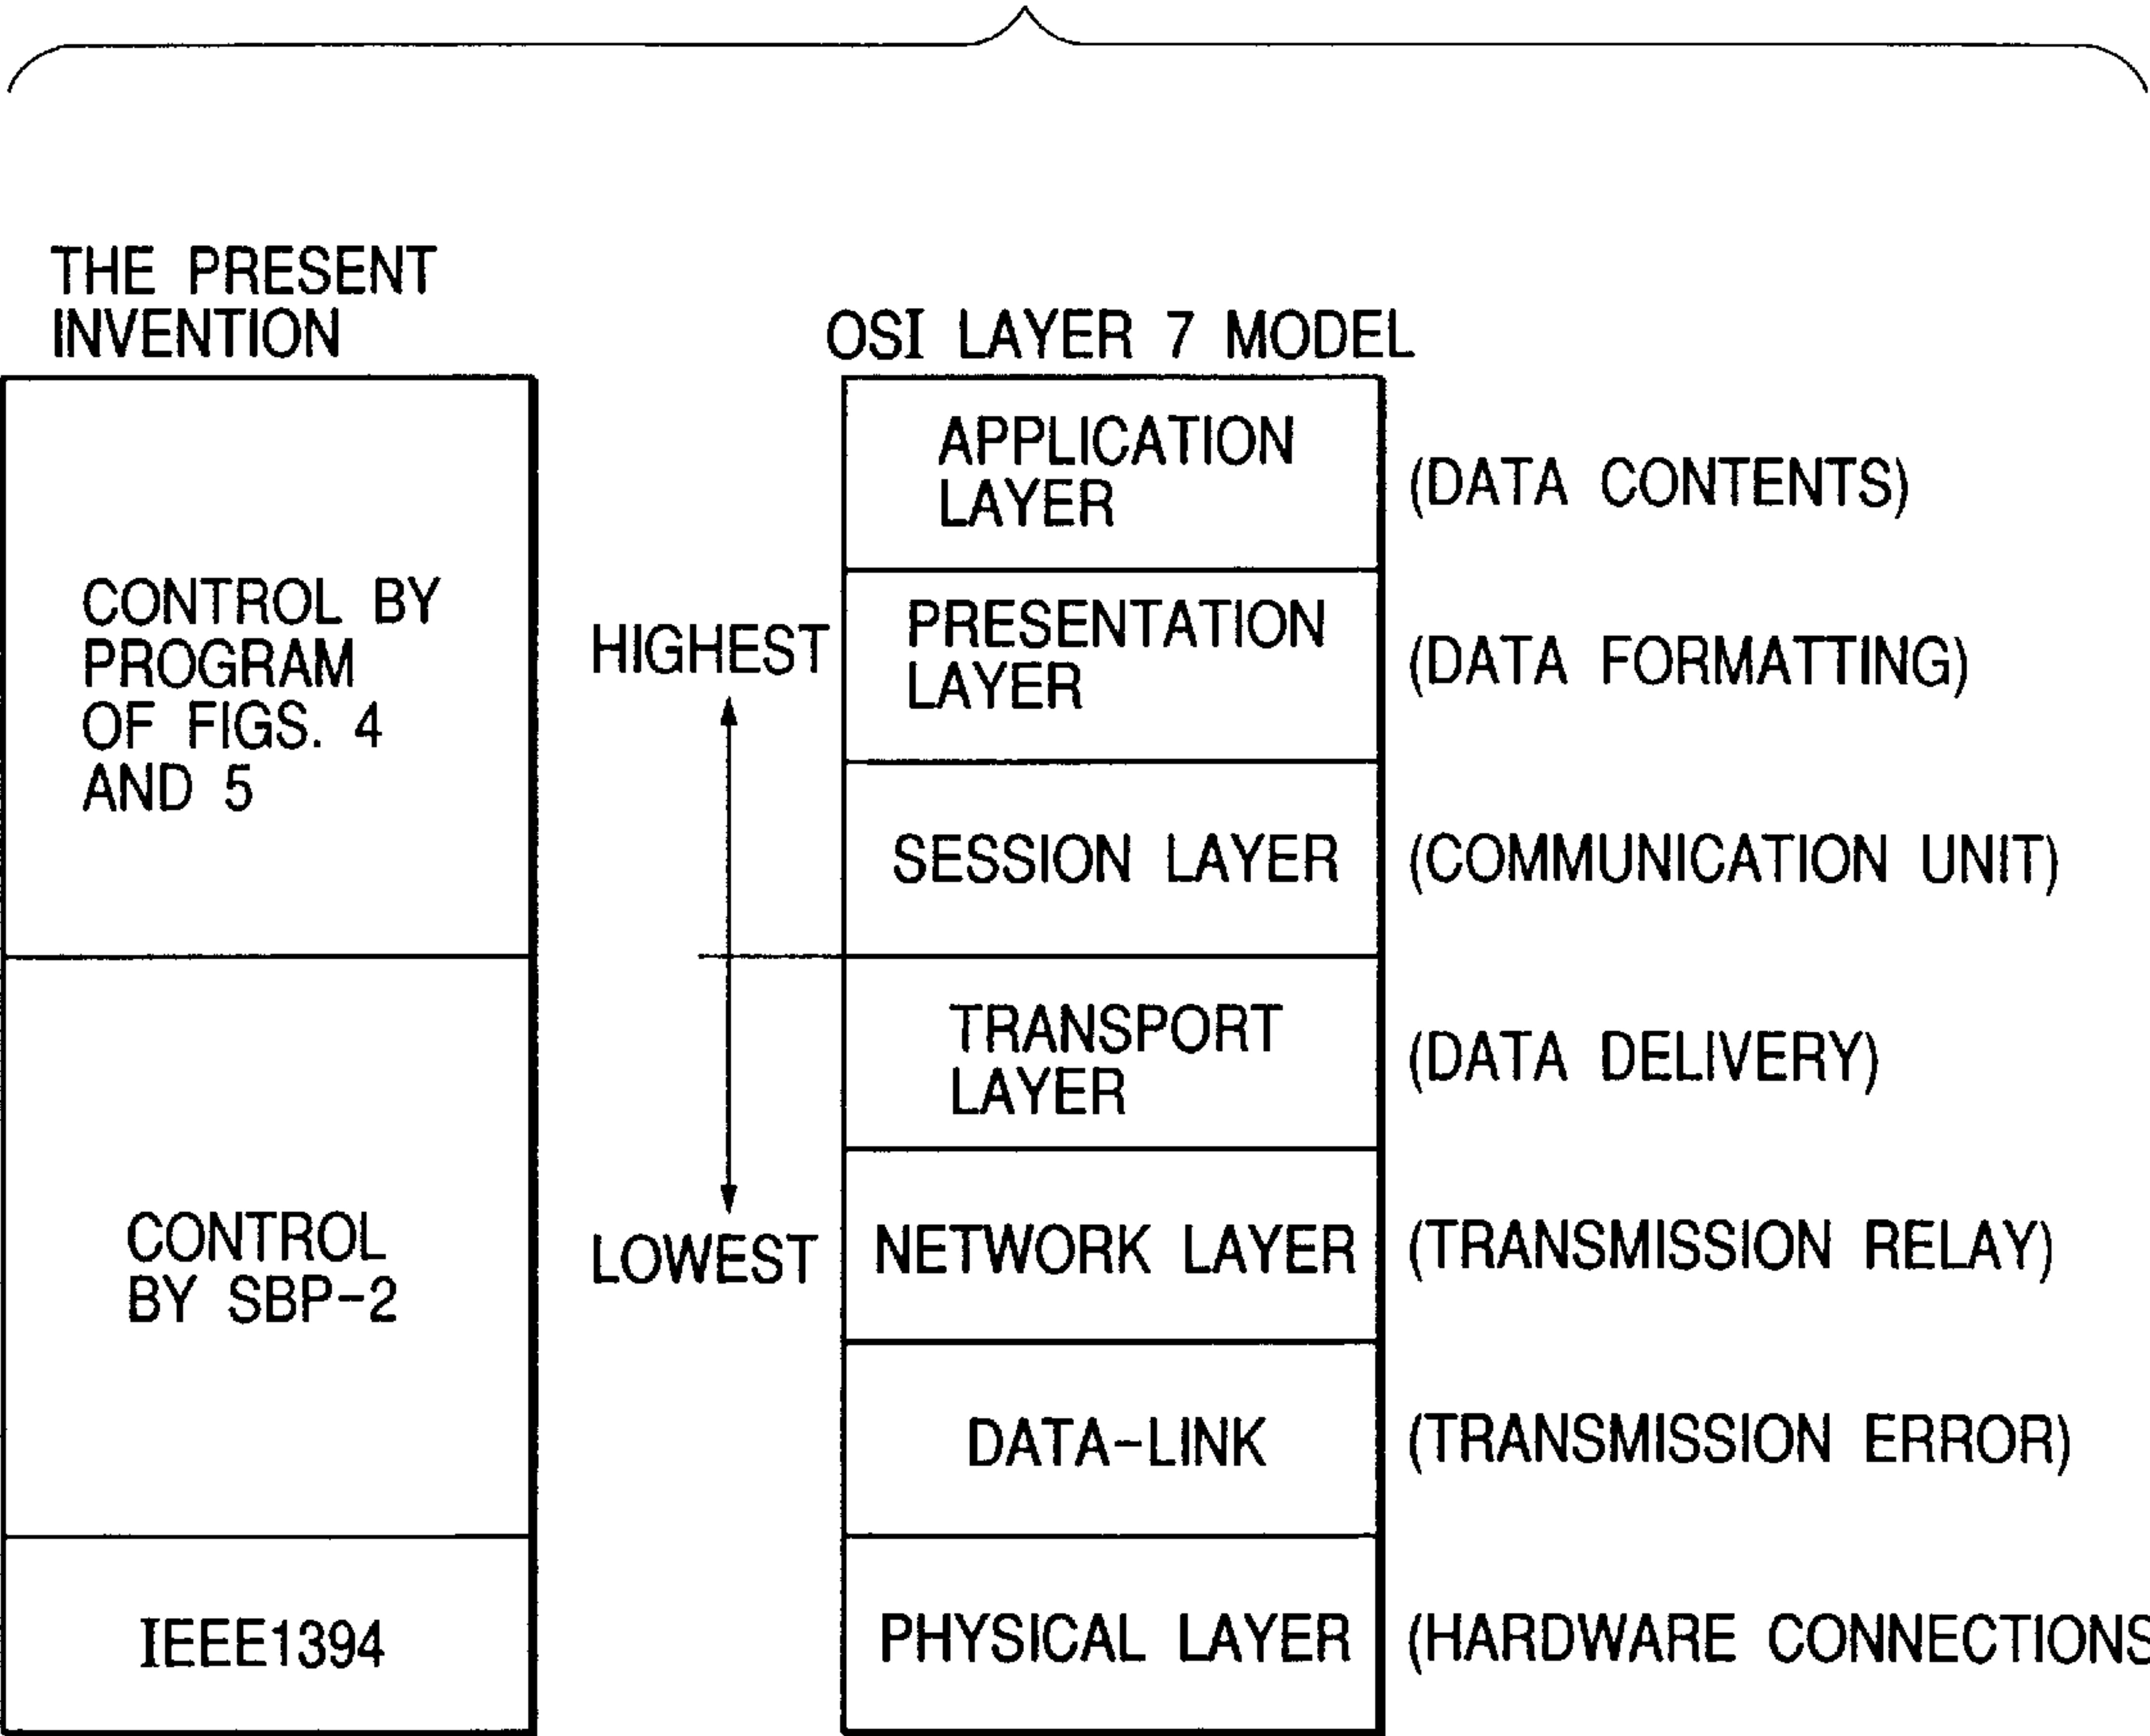 THE PRESENT
INVENTION
CONTROL BY
PROGRAM
OF FIGS. 4
AND 5
CONTROL
BY SBP-2
IEEE1394
HIGHEST
LOWEST
OSI LAYER 7 MODEL
APPLICATION
LAYER
(DATA CONTENTS)
PRESENTATION
LAYER
(DATA FORMATTING)
SESSION LAYER
(COMMUNICATION UNIT)
TRANSPORT
LAYER
(DATA DELIVERY)
NETWORK LAYER
(TRANSMISSION RELAY)
DATA-LINK
(TRANSMISSION ERROR)
PHYSICAL LAYER
(HARDWARE CONNECTIONS